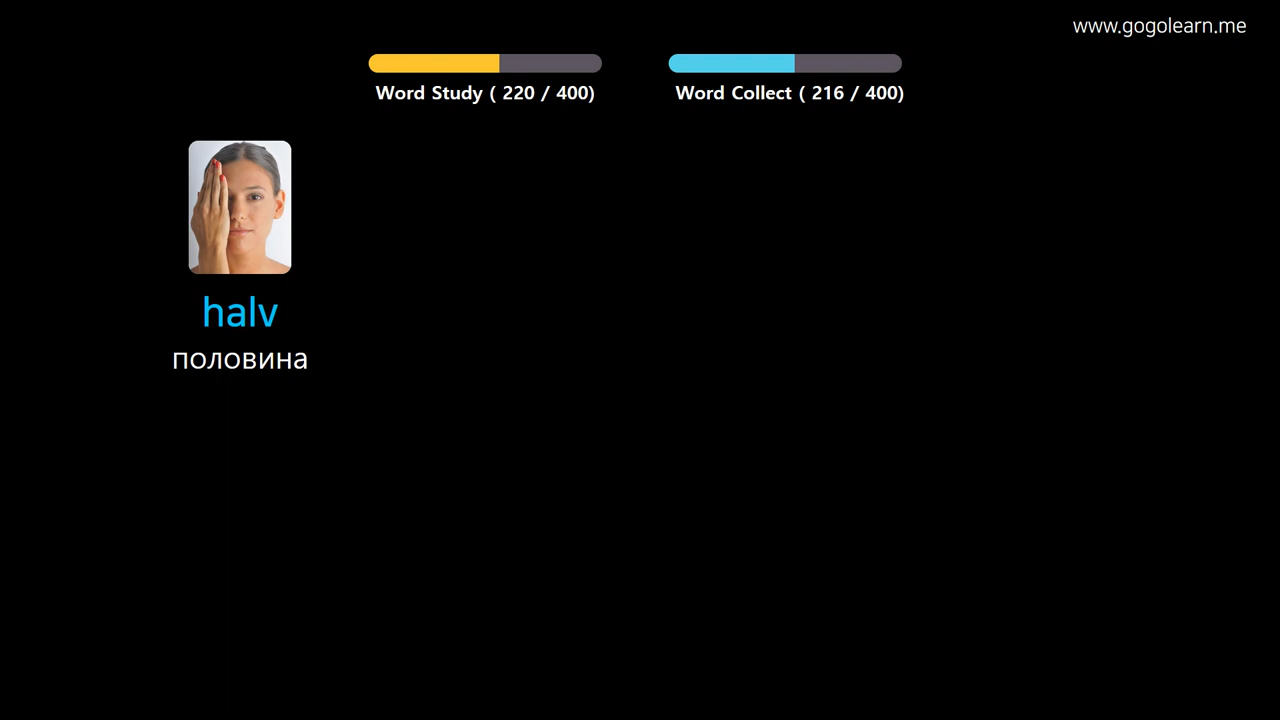 www.gogolearn.me
Word Study ( 220 / 400)
Word Collect ( 216 / 400)
halv
половина